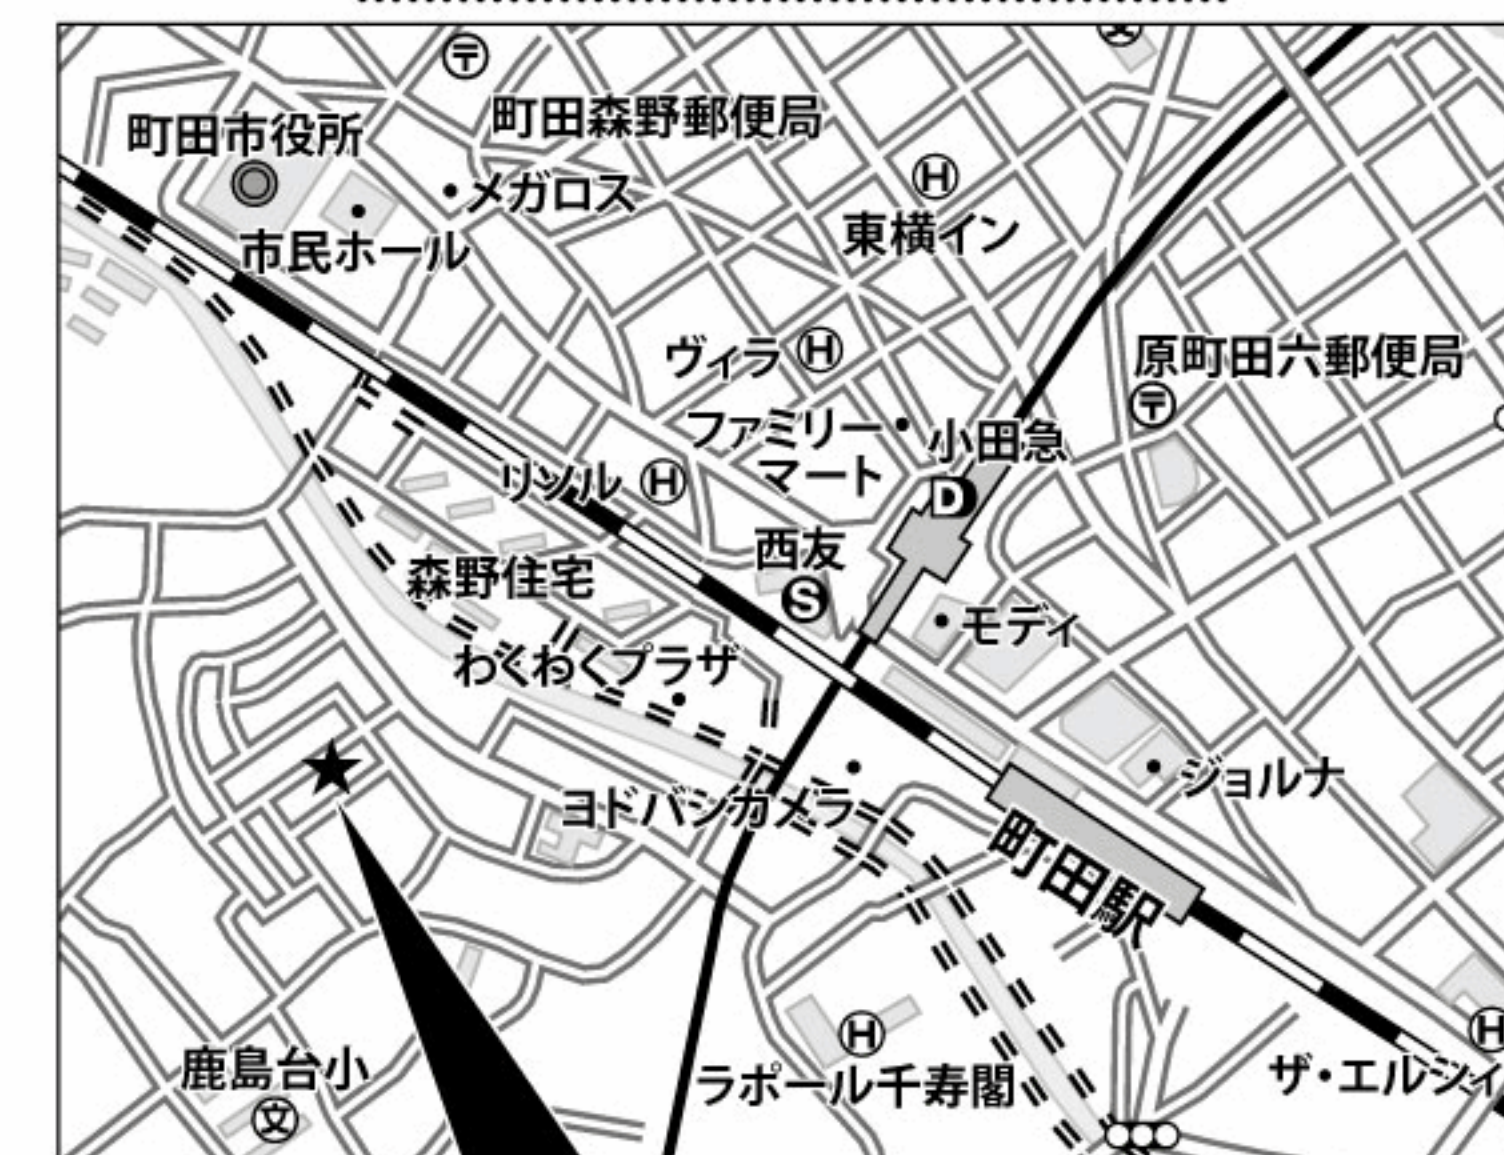 〒
文
町田市役所
町田森野郵便局
メガロス
H
東横イン
市民ホール
ヴィラ H
原町田六郵便局
〒
ファミリー
マート
小田急
D
リソル H
西友
S
森野住宅
モディ
わくわくプラザ
ヨドバシカメラ
ジョルナ
町田駅
H
ラポール千寿閣
H
ザ・エルシィ
鹿島台小
文